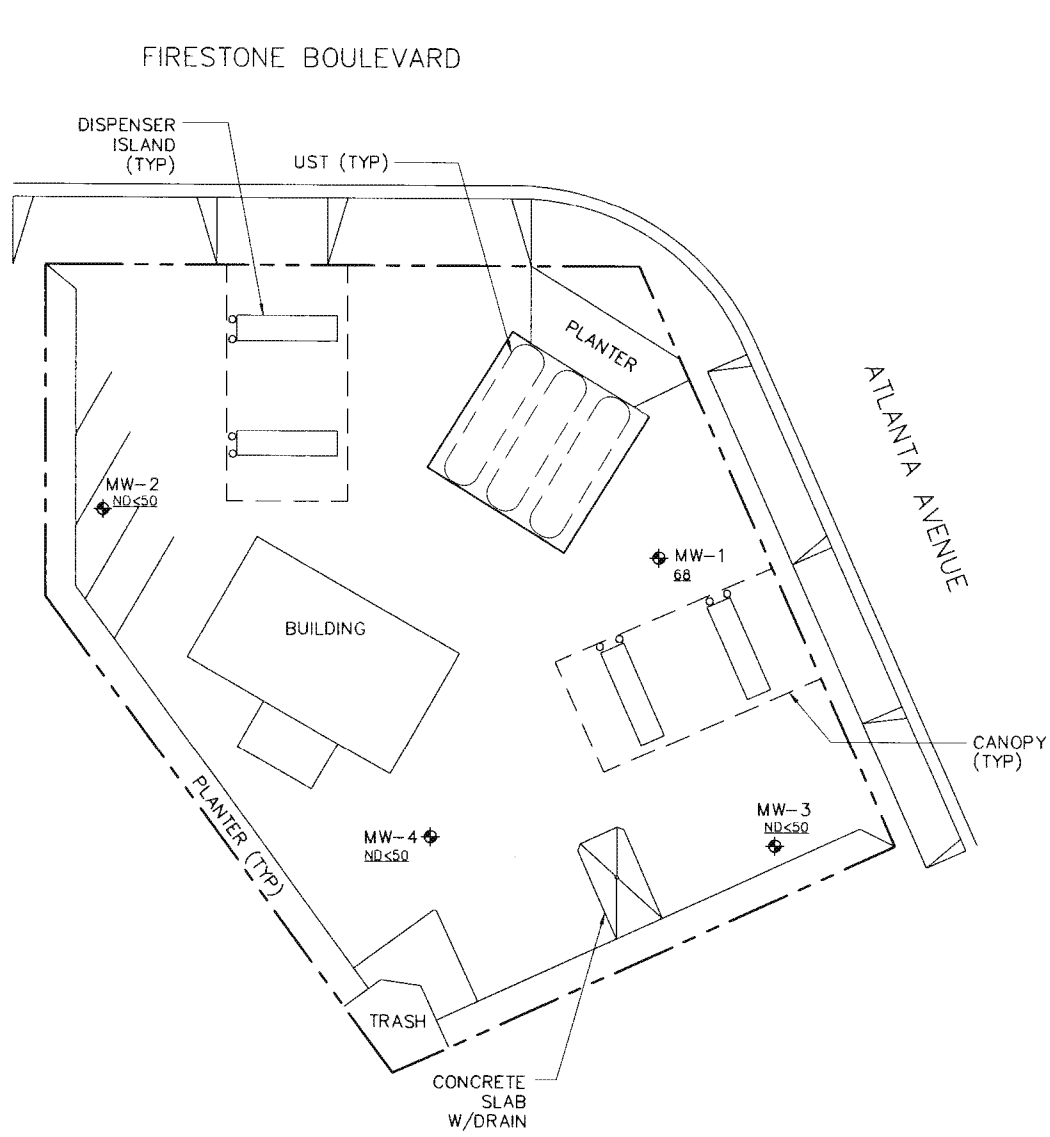 FIRESTONE BOULEVARD
DISPENSER
ISLAND
(TYP)
UST (TYP)
PLANTER
ATLANTA AVENUE
MW-2
ND<50
MW-1
68
BUILDING
CANOPY
(TYP)
PLANTER (TYP)
MW-3
ND<50
MW-4
ND<50
TRASH
CONCRETE
SLAB
W/DRAIN